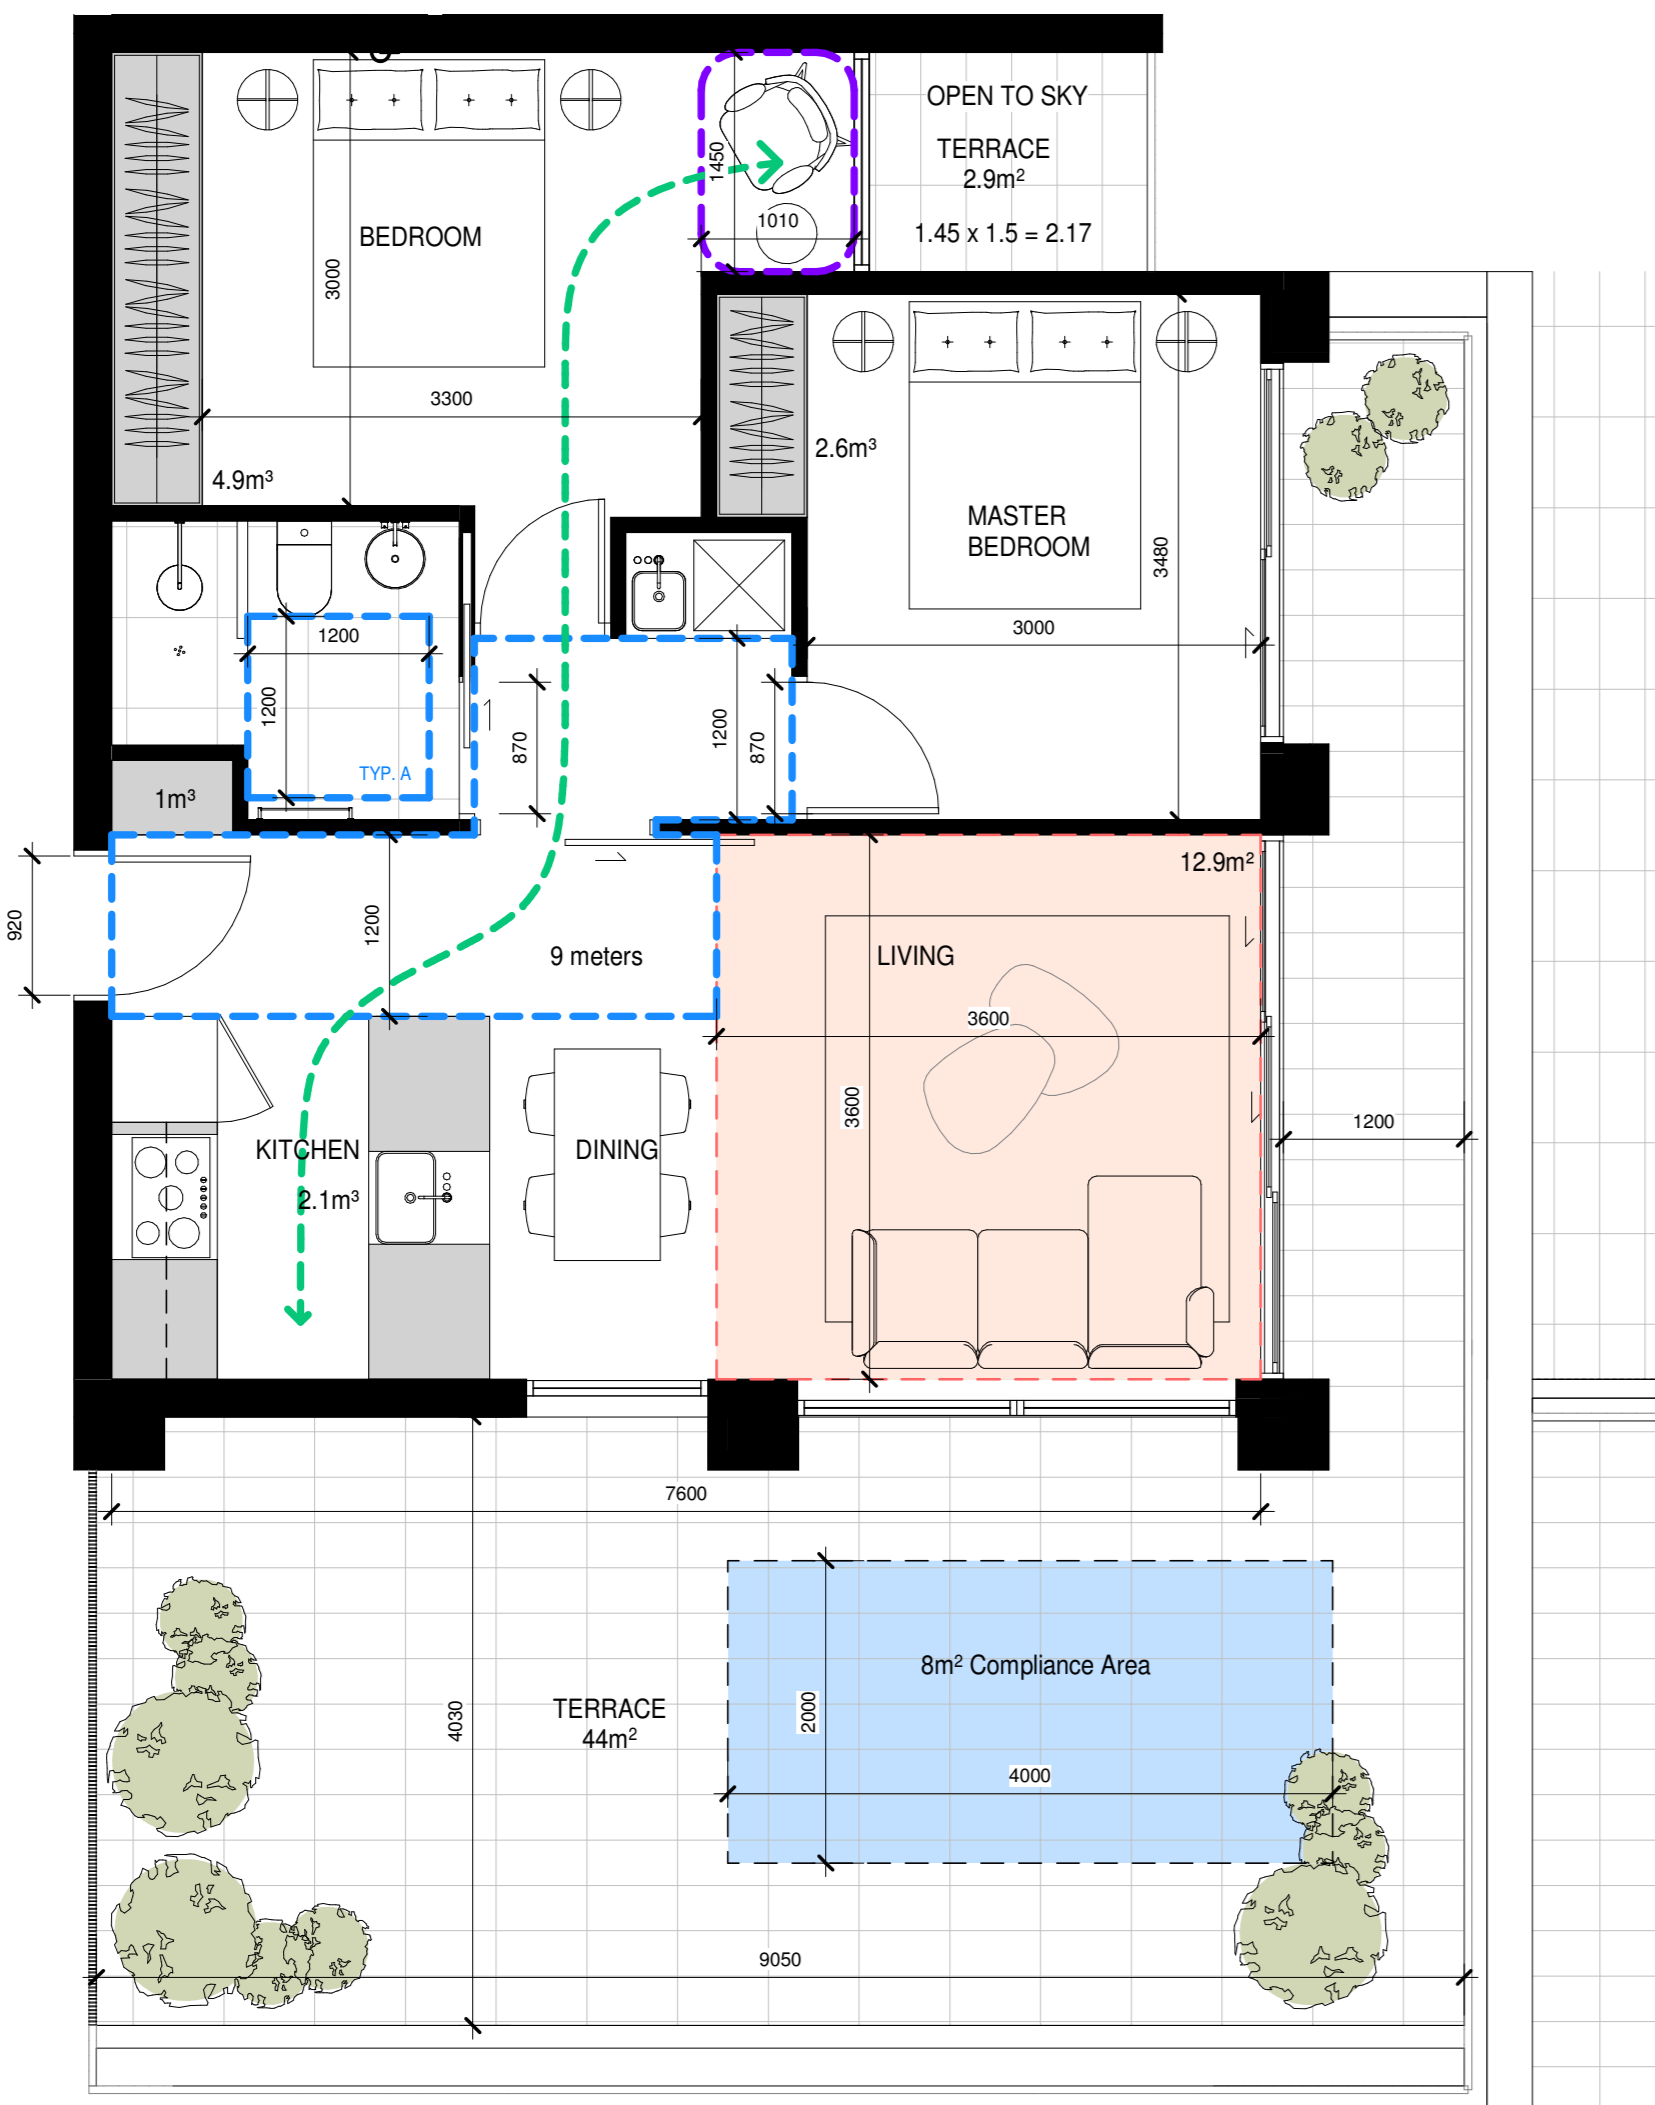 OPEN TO SKY
TERRACE
2.9m²
1.45 x 1.5 = 2.17
1450
1010
BEDROOM
3000
3300
4.9m³
2.6m³
MASTER
BEDROOM
3480
3000
1200
1200
TYP. A
870
1200
870
1m³
12.9m²
920
1200
9 meters
LIVING
3600
3600
1200
KITCHEN
2.1m³
DINING
7600
8m² Compliance Area
TERRACE
44m²
4030
2000
4000
9050